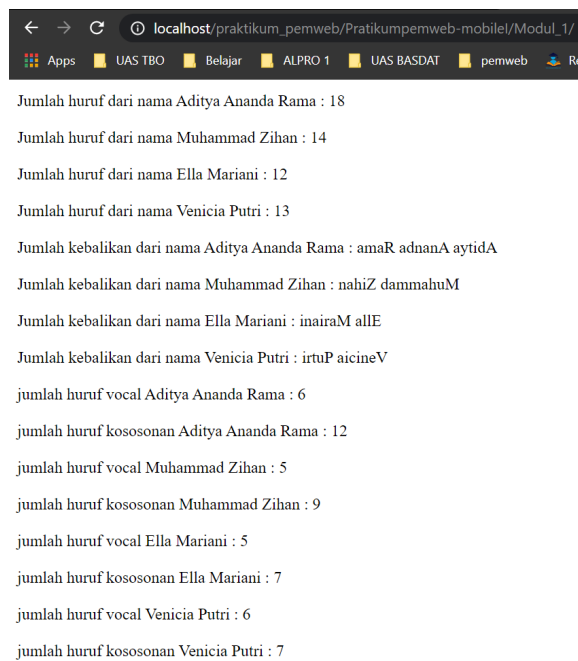 localhost/praktikum_pemweb/Pratikumpemweb-mobilel/Modul_1/
Apps UAS TBO Belajar ALPRO 1 UAS BASDAT pemweb
Jumlah huruf dari nama Aditya Ananda Rama : 18
Jumlah huruf dari nama Muhammad Zihan : 14
Jumlah huruf dari nama Ella Mariani : 12
Jumlah huruf dari nama Venicia Putri : 13
Jumlah kebalikan dari nama Aditya Ananda Rama : amaR adnanA aytidA
Jumlah kebalikan dari nama Muhammad Zihan : nahiZ dammahuM
Jumlah kebalikan dari nama Ella Mariani : inairaM allE
Jumlah kebalikan dari nama Venicia Putri : irtuP aicineV
jumlah huruf vocal Aditya Ananda Rama : 6
jumlah huruf kososonan Aditya Ananda Rama : 12
jumlah huruf vocal Muhammad Zihan : 5
jumlah huruf kososonan Muhammad Zihan : 9
jumlah huruf vocal Ella Mariani : 5
jumlah huruf kososonan Ella Mariani : 7
jumlah huruf vocal Venicia Putri : 6
jumlah huruf kososonan Venicia Putri : 7